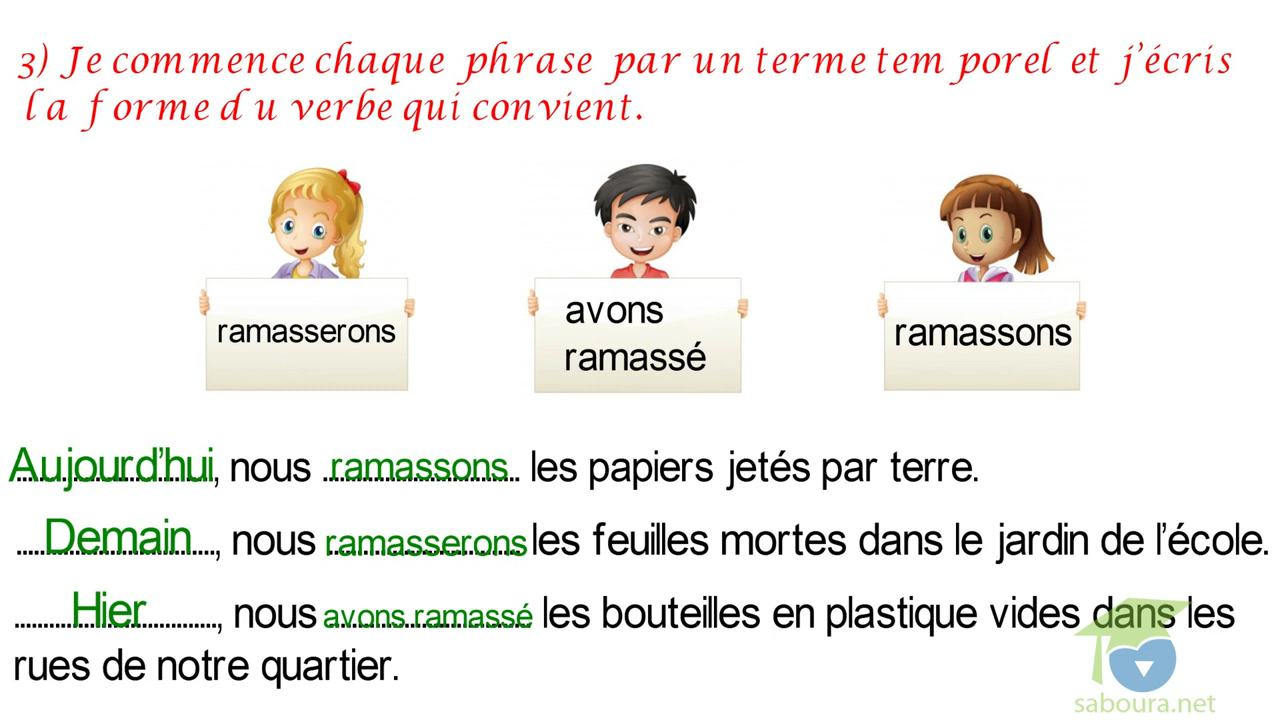 3) Je commence chaque phrase par un terme temporel et j'écris
la forme du verbe qui convient.
ramasserons
avons
ramassé
ramassons
Aujourd'hui, nous ramassons les papiers jetés par terre.
Demain, nous ramasserons les feuilles mortes dans le jardin de l'école.
Hier, nous avons ramassé les bouteilles en plastique vides dans les
rues de notre quartier.
saboura.net